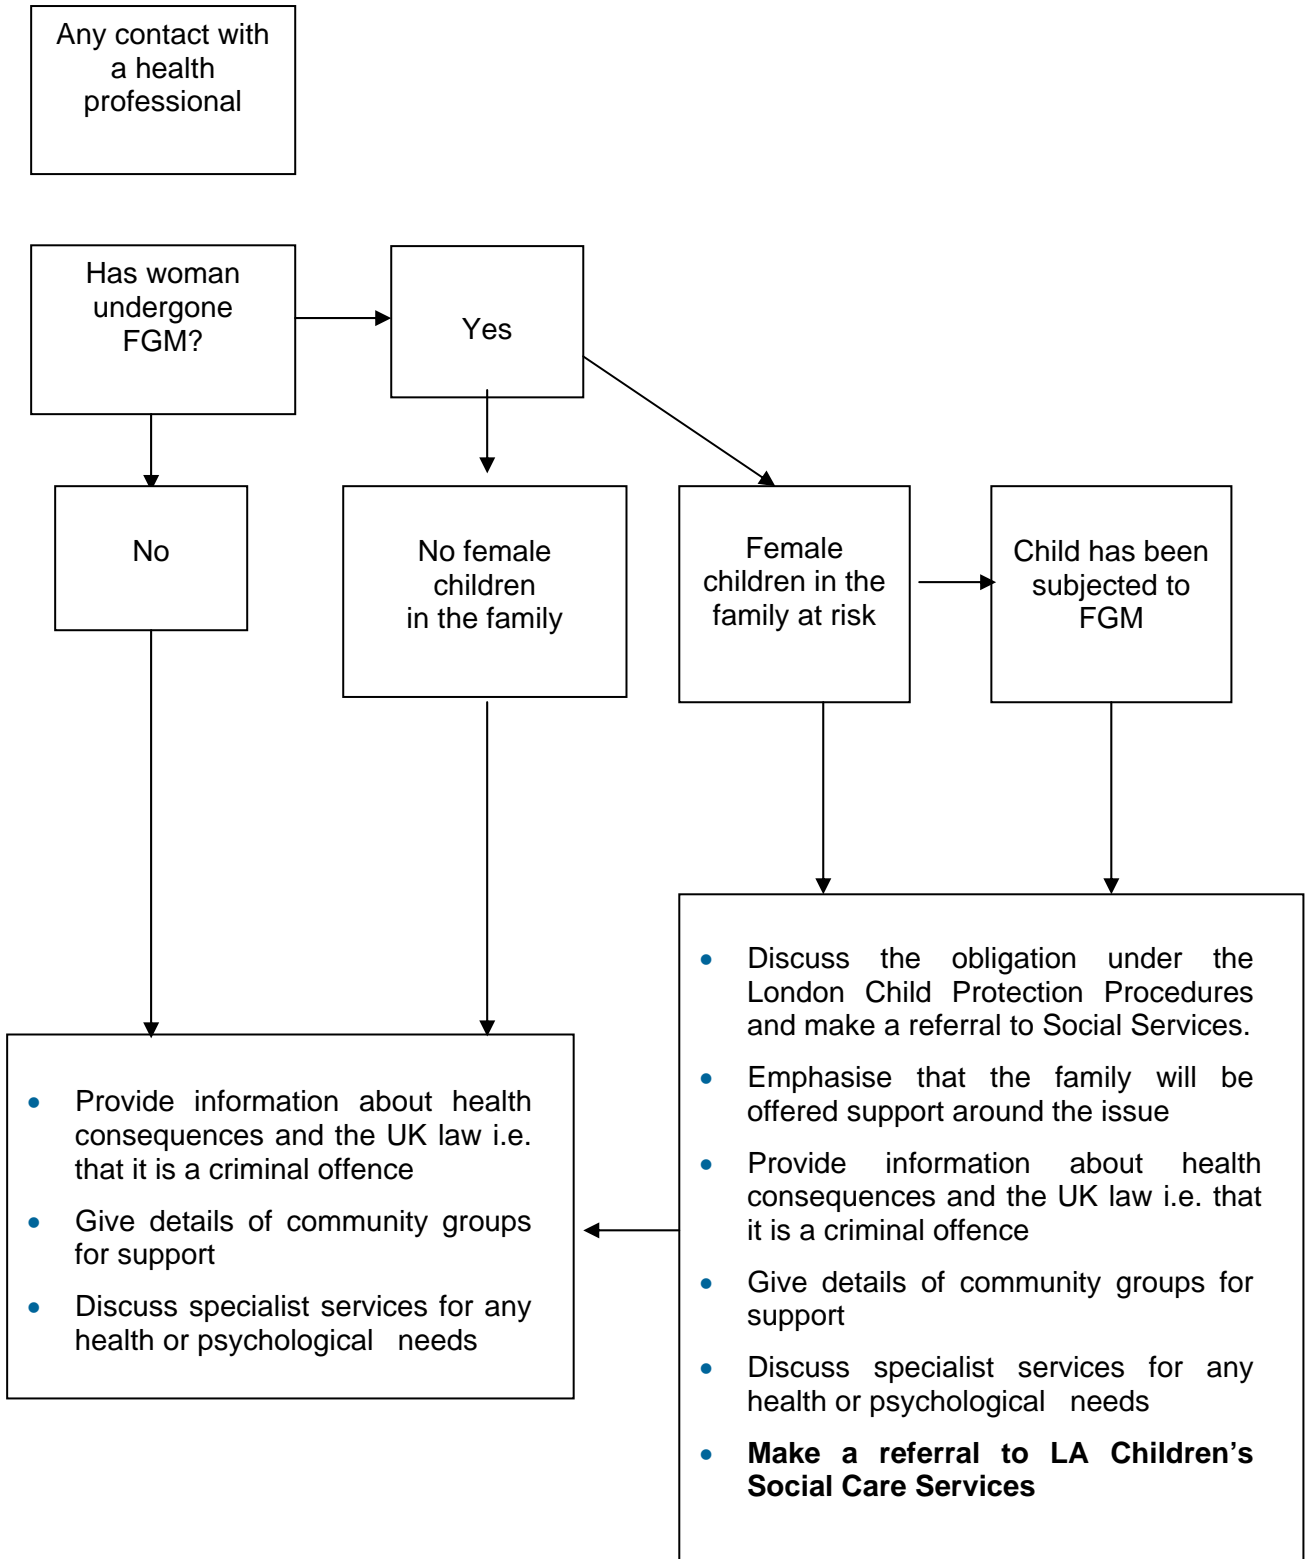 Any contact with
a health
professional
Has woman
undergone
FGM?
Yes
No
No female
children
in the family
Female
children in the
family at risk
Child has been
subjected to
FGM
• Provide information about health
consequences and the UK law i.e.
that it is a criminal offence
• Give details of community groups
for support
• Discuss specialist services for any
health or psychological needs
• Discuss the obligation under the
London Child Protection Procedures
and make a referral to Social Services.
• Emphasise that the family will be
offered support around the issue
• Provide information about health
consequences and the UK law i.e. that
it is a criminal offence
• Give details of community groups for
support
• Discuss specialist services for any
health or psychological needs
• Make a referral to LA Children’s
Social Care Services